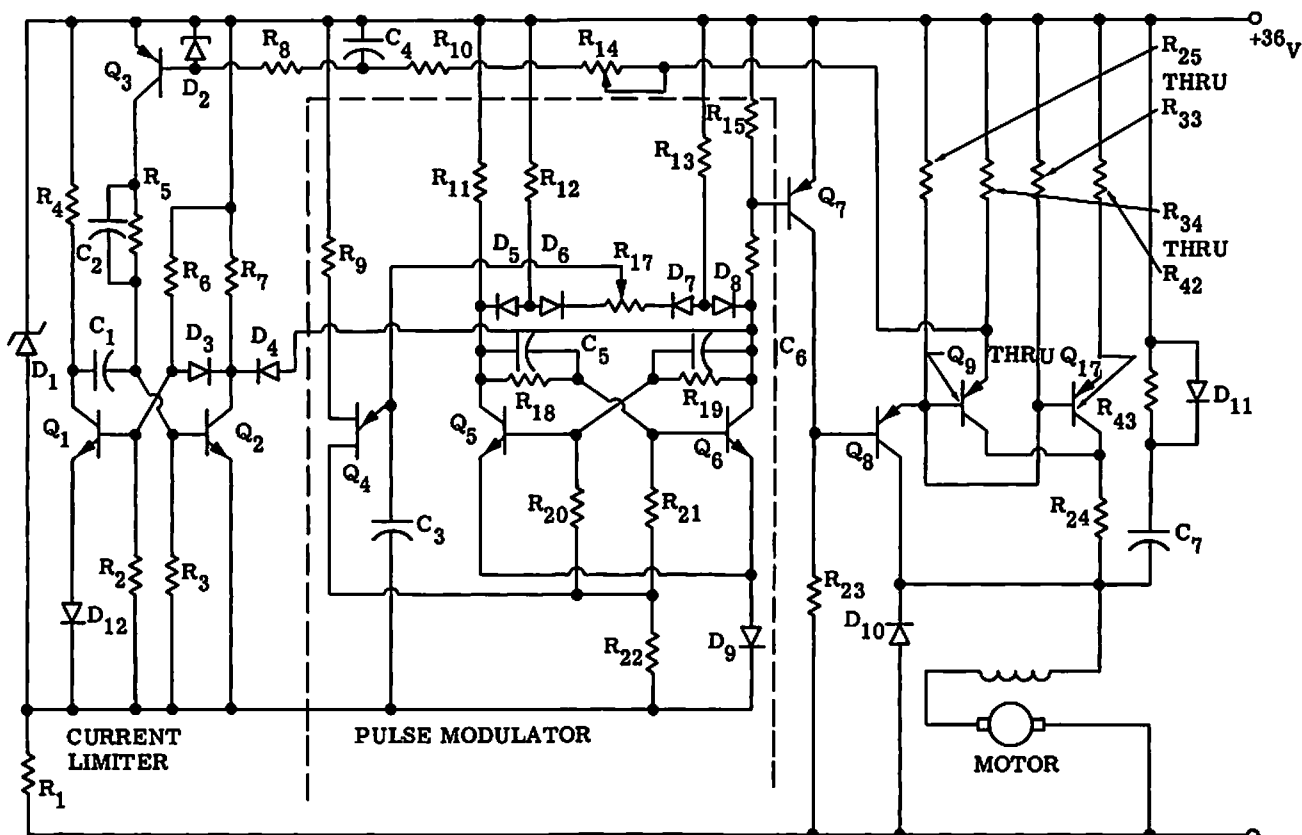 +36V
R8
C4
R10
R14
R25
THRU
R33
R34
THRU
R42
Q3
D2
R15
R13
R11
R12
Q7
R4
R5
C2
R6
R7
R9
D5
D6
R17
D7
D8
D1
C1
D3
D4
C5
C6
Q9
THRU
Q17
R18
R19
R43
D11
Q1
Q2
Q4
Q5
Q6
Q8
R20
R21
R24
C7
C3
R2
R3
R23
D12
R22
D9
D10
CURRENT
LIMITER
PULSE MODULATOR
MOTOR
R1